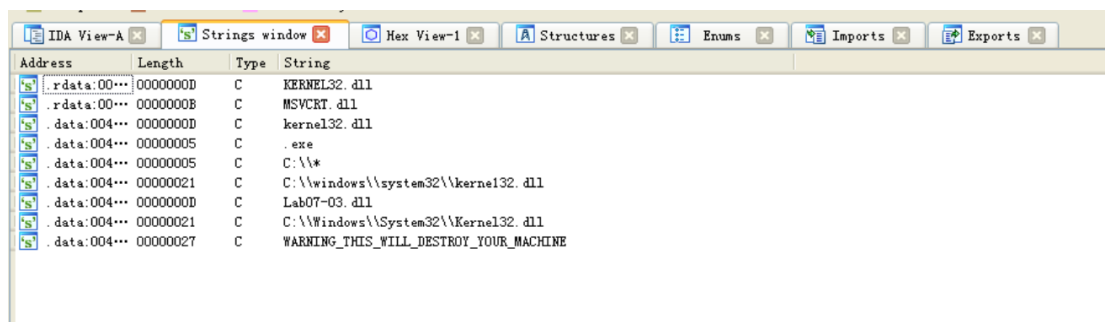 IDA View-A 's' Strings window Hex View-1 A Structures Enums Imports Exports
Address Length Type String
's' .rdata:00… 0000000D C KERNEL32.dll
's' .rdata:00… 0000000B C MSVCRT.dll
's' .data:004… 0000000D C kernel32.dll
's' .data:004… 00000005 C .exe
's' .data:004… 00000005 C C:\\*
's' .data:004… 00000021 C C:\\windows\\system32\\kerne132.dll
's' .data:004… 0000000D C Lab07-03.dll
's' .data:004… 00000021 C C:\\Windows\\System32\\Kernel32.dll
's' .data:004… 00000027 C WARNING_THIS_WILL_DESTROY_YOUR_MACHINE